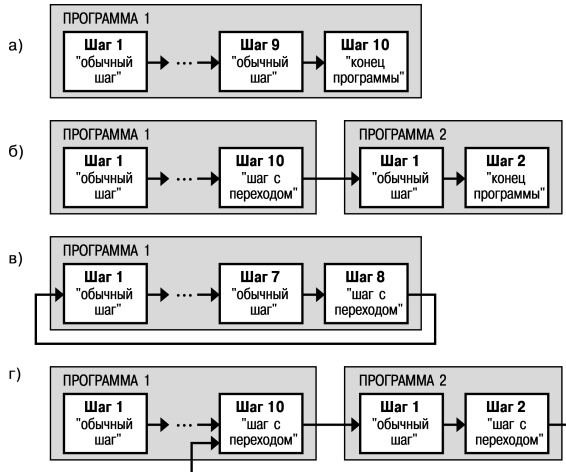 а)
ПРОГРАММА 1
Шаг 1
"обычный
шаг"
...
Шаг 9
"обычный
шаг"
Шаг 10
"конец
программы"
б)
ПРОГРАММА 1
Шаг 1
"обычный
шаг"
...
Шаг 10
"шаг с
переходом"
ПРОГРАММА 2
Шаг 1
"обычный
шаг"
Шаг 2
"конец
программы"
в)
ПРОГРАММА 1
Шаг 1
"обычный
шаг"
...
Шаг 7
"обычный
шаг"
Шаг 8
"шаг с
переходом"
г)
ПРОГРАММА 1
Шаг 1
"обычный
шаг"
...
Шаг 10
"шаг с
переходом"
ПРОГРАММА 2
Шаг 1
"обычный
шаг"
Шаг 2
"шаг с
переходом"